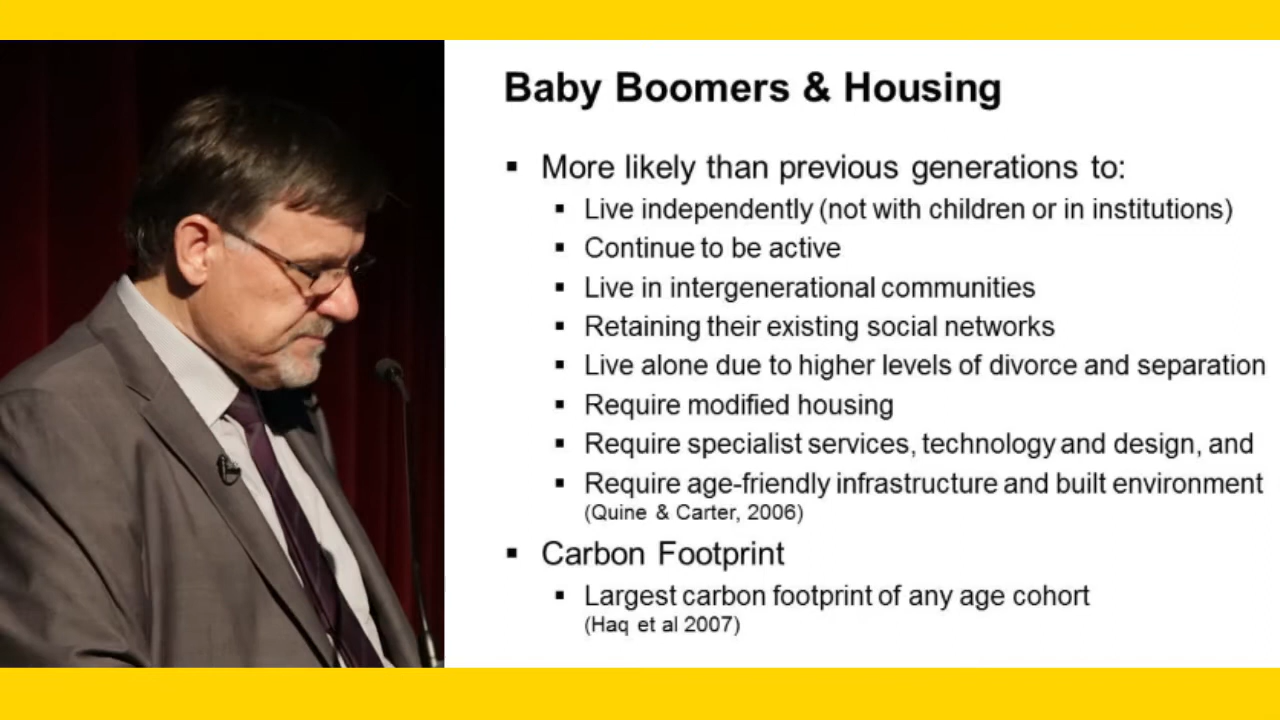 Baby Boomers & Housing
▪ More likely than previous generations to:
▪ Live independently (not with children or in institutions)
▪ Continue to be active
▪ Live in intergenerational communities
▪ Retaining their existing social networks
▪ Live alone due to higher levels of divorce and separation
▪ Require modified housing
▪ Require specialist services, technology and design, and
▪ Require age-friendly infrastructure and built environment
(Quine & Carter, 2006)
▪ Carbon Footprint
▪ Largest carbon footprint of any age cohort
(Haq et al 2007)